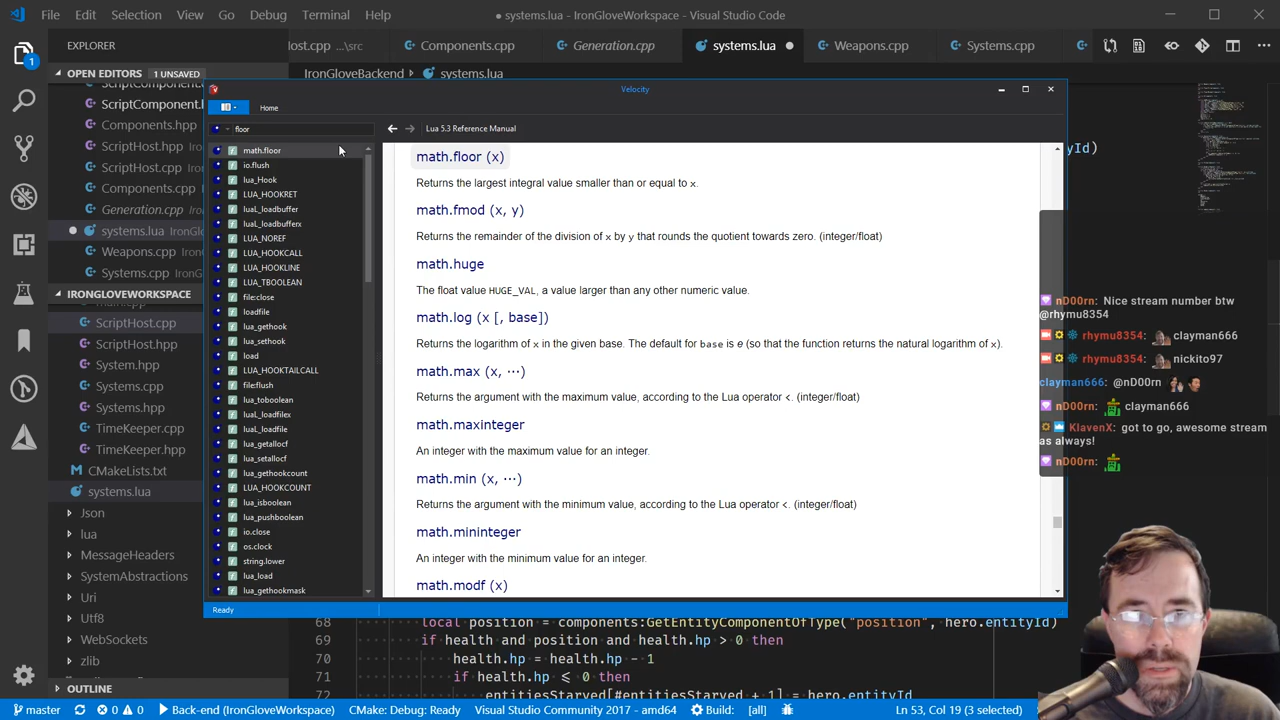 File Edit Selection View Go Debug Terminal Help
● systems.lua - IronGloveWorkspace - Visual Studio Code
EXPLORER
Host.cpp ...\src Components.cpp Generation.cpp systems.lua Weapons.cpp Systems.cpp
OPEN EDITORS 1 UNSAVED
IronGloveBackend systems.lua
ScriptComponent.
Components.hpp
ScriptHost.cpp
Components.hpp
Generation.cpp
systems.lua IronGlo
Weapons.cpp
Systems.cpp
1
IRONGLOVEWORKSPACE
main.cpp
ScriptHost.cpp
ScriptHost.hpp
System.hpp
Systems.cpp
Systems.hpp
TimeKeeper.cpp
TimeKeeper.hpp
CMakeLists.txt
systems.lua
Json
lua
MessageHeaders
SystemAbstractions
Uri
Utf8
WebSockets
zlib
OUTLINE
Velocity
Home
floor
Lua 5.3 Reference Manual
math.floor
io.flush
lua_Hook
LUA_HOOKRET
luaL_loadbuffer
luaL_loadbufferx
LUA_NOREF
LUA_HOOKCALL
LUA_HOOKLINE
LUA_TBOOLEAN
file:close
loadfile
lua_gethook
lua_sethook
load
LUA_HOOKTAILCALL
file:flush
lua_toboolean
luaL_loadfilex
luaL_loadfile
lua_getallocf
lua_setallocf
lua_gethookcount
LUA_HOOKCOUNT
lua_isboolean
lua_pushboolean
io.close
os.clock
string.lower
lua_load
lua_gethookmask
math.floor (x)
Returns the largest integral value smaller than or equal to x.
math.fmod (x, y)
Returns the remainder of the division of x by y that rounds the quotient towards zero. (integer/float)
math.huge
The float value HUGE_VAL, a value larger than any other numeric value.
math.log (x [, base])
Returns the logarithm of x in the given base. The default for base is e (so that the function returns the natural logarithm of x).
math.max (x, ···)
Returns the argument with the maximum value, according to the Lua operator <. (integer/float)
math.maxinteger
An integer with the maximum value for an integer.
math.min (x, ···)
Returns the argument with the minimum value, according to the Lua operator <. (integer/float)
math.mininteger
An integer with the minimum value for an integer.
math.modf (x)
Ready
tyId)
nD00rn: Nice stream number btw
@rhymu8354
rhymu8354: clayman666
rhymu8354: nickito97
clayman666: @nD00rn
nD00rn: clayman666
KlavenX: got to go, awesome stream
as always!
nD00rn:
68 local position = components:GetEntityComponentOfType("position", hero.entityId)
69 if health and position and health.hp > 0 then
70 health.hp = health.hp - 1
71 if health.hp <= 0 then
72 entitiesStarved[#entitiesStarved + 1] = hero.entityId
master 0 0 Back-end (IronGloveWorkspace) CMake: Debug: Ready Visual Studio Community 2017 - amd64 Build: [all] Ln 53, Col 19 (3 selected)